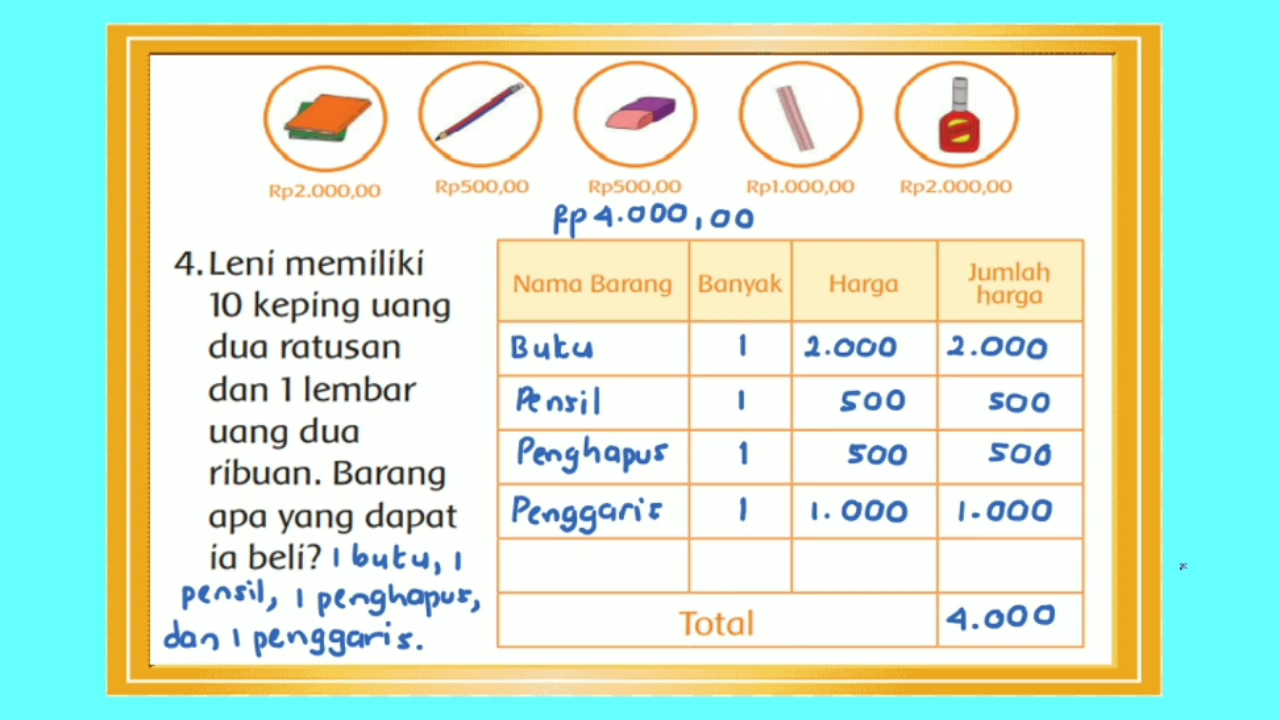 Rp2.000,00 Rp500,00 Rp500,00 Rp1.000,00 Rp2.000,00
Rp 4.000,00
4. Leni memiliki
10 keping uang
dua ratusan
dan 1 lembar
uang dua
ribuan. Barang
apa yang dapat
ia beli? 1 buku, 1
pensil, 1 penghapus,
dan 1 penggaris.
Nama Barang Banyak Harga Jumlah harga
Buku 1 2.000 2.000
Pensil 1 500 500
Penghapus 1 500 500
Penggaris 1 1.000 1.000
Total 4.000